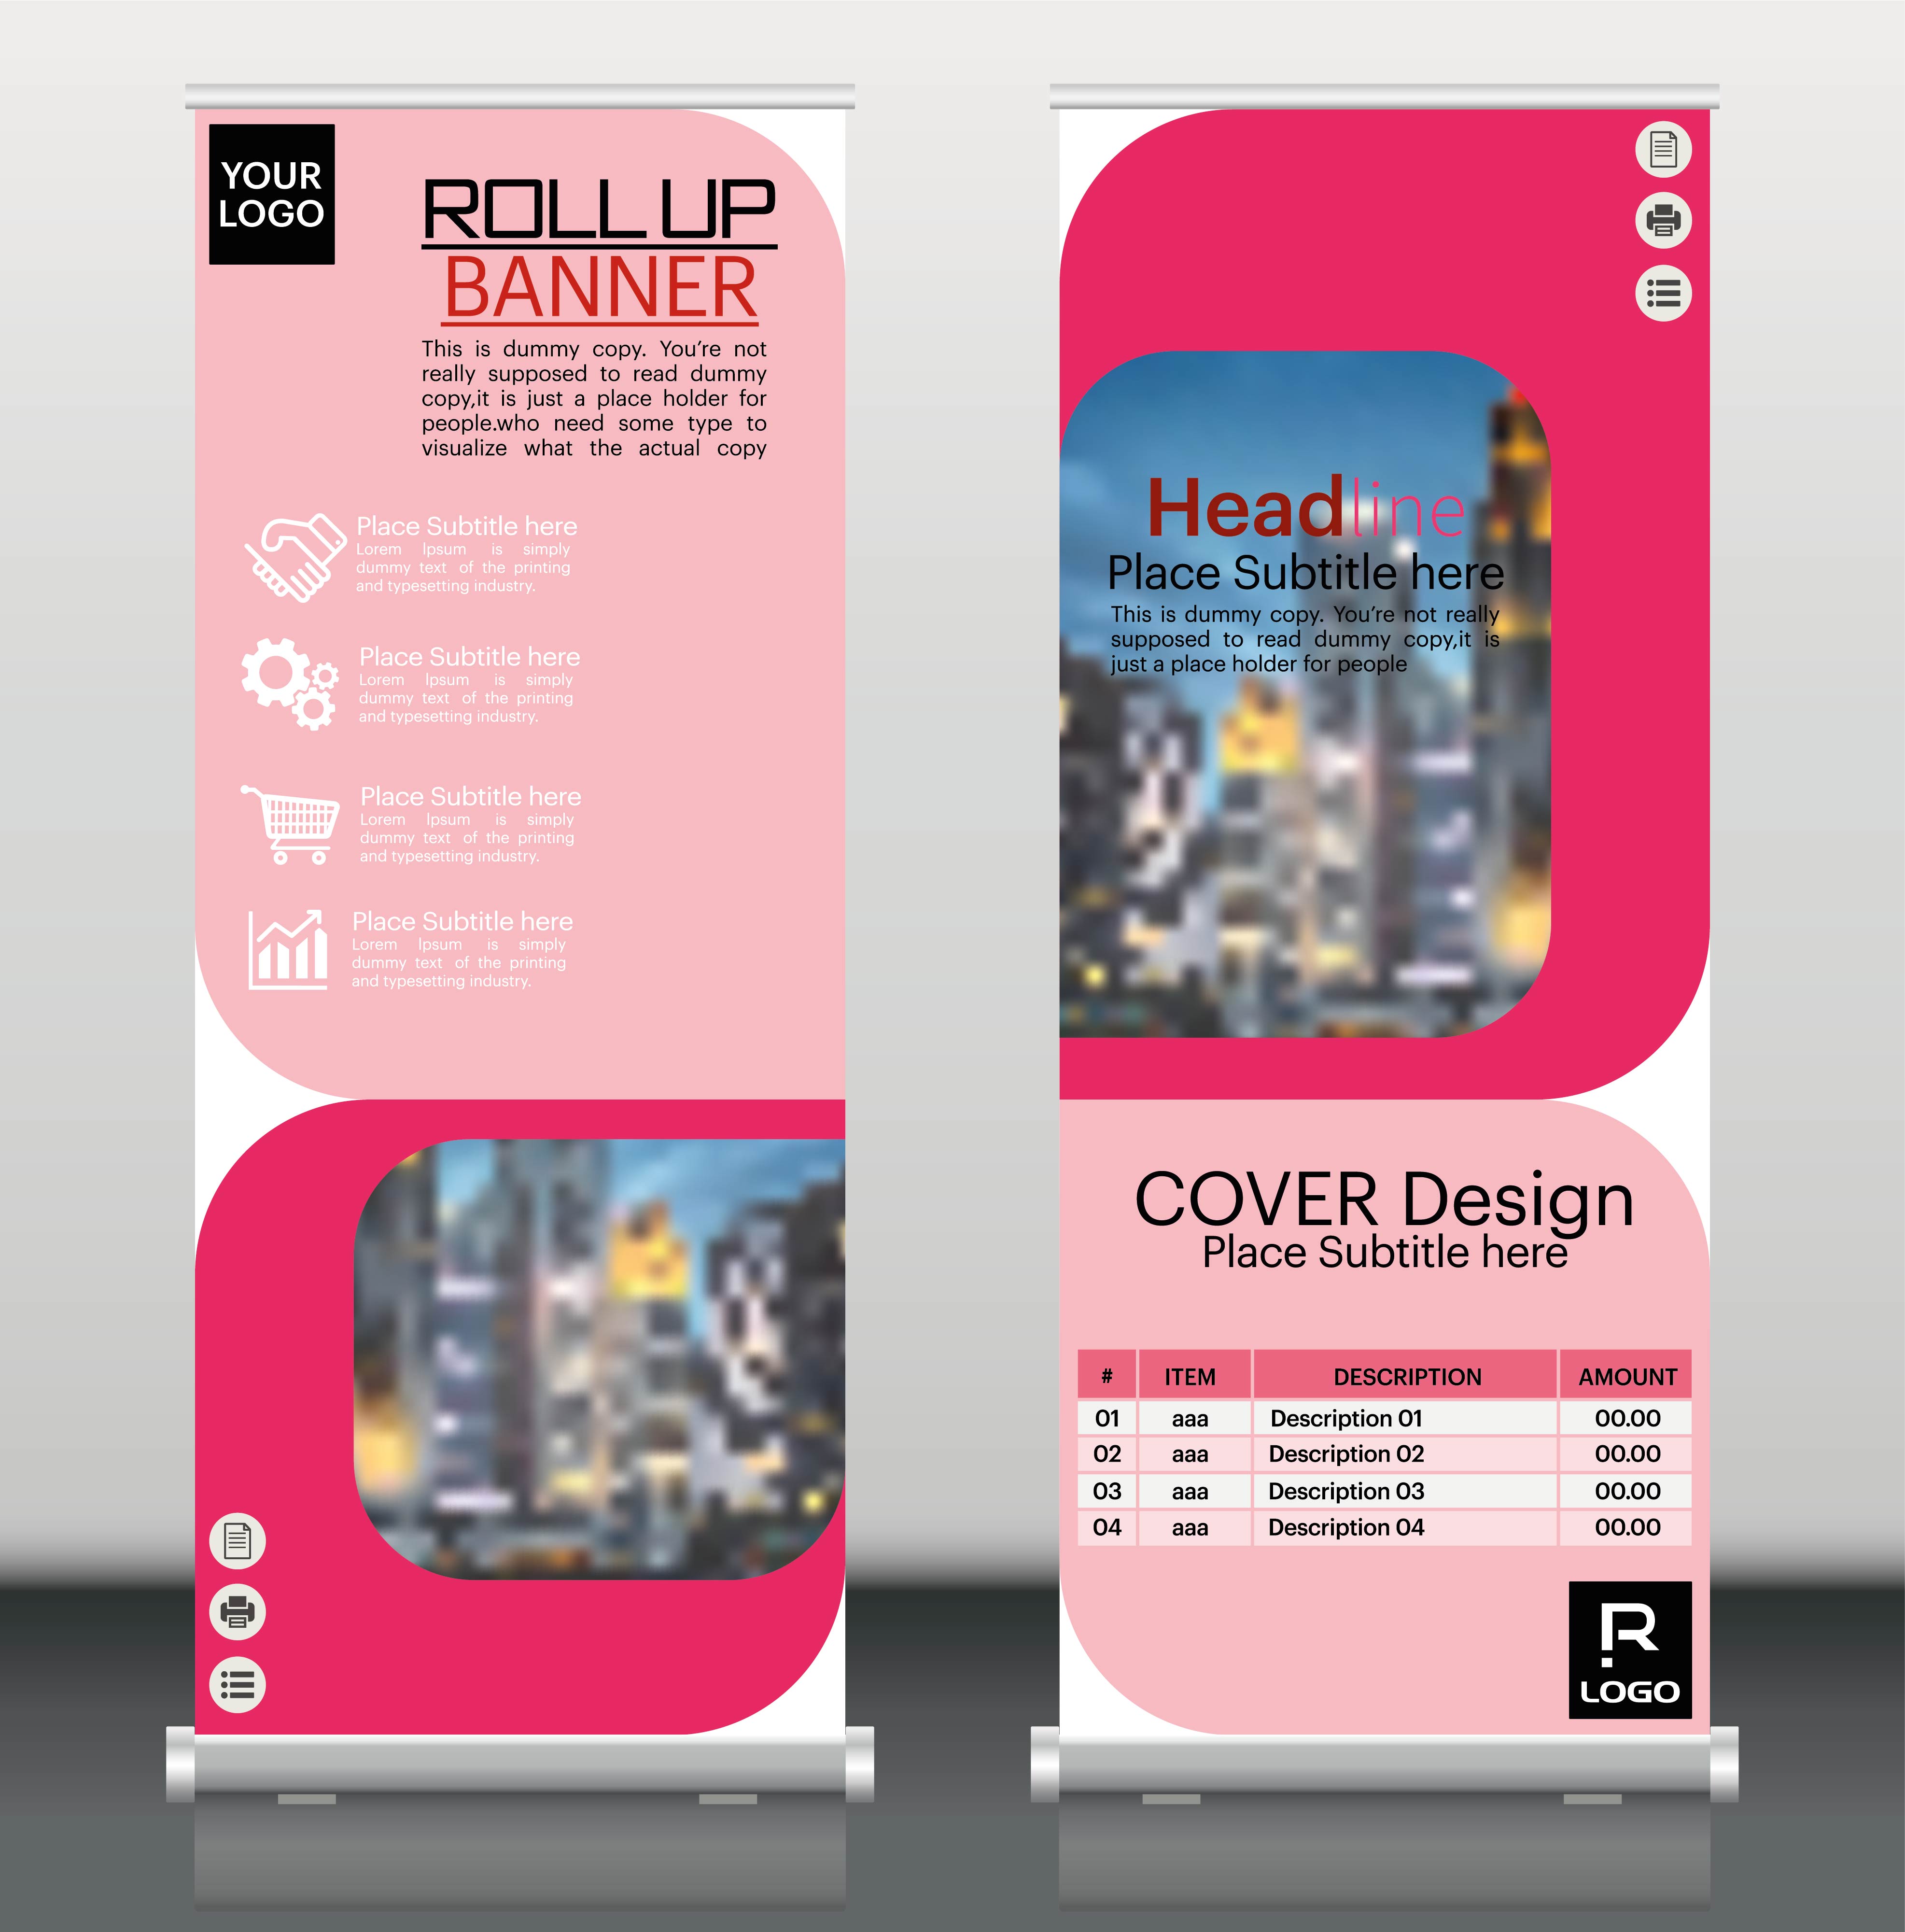 YOUR
LOGO
ROLL UP
BANNER
This is dummy copy. You’re not
really supposed to read dummy
copy,it is just a place holder for
people.who need some type to
visualize what the actual copy
Place Subtitle here
Lorem Ipsum is simply
dummy text of the printing
and typesetting industry.
Place Subtitle here
Lorem Ipsum is simply
dummy text of the printing
and typesetting industry.
Place Subtitle here
Lorem Ipsum is simply
dummy text of the printing
and typesetting industry.
Place Subtitle here
Lorem Ipsum is simply
dummy text of the printing
and typesetting industry.
Headline
Place Subtitle here
This is dummy copy. You’re not really
supposed to read dummy copy,it is
just a place holder for people
COVER Design
Place Subtitle here
# ITEM DESCRIPTION AMOUNT
01 aaa Description 01 00.00
02 aaa Description 02 00.00
03 aaa Description 03 00.00
04 aaa Description 04 00.00
R
LOGO